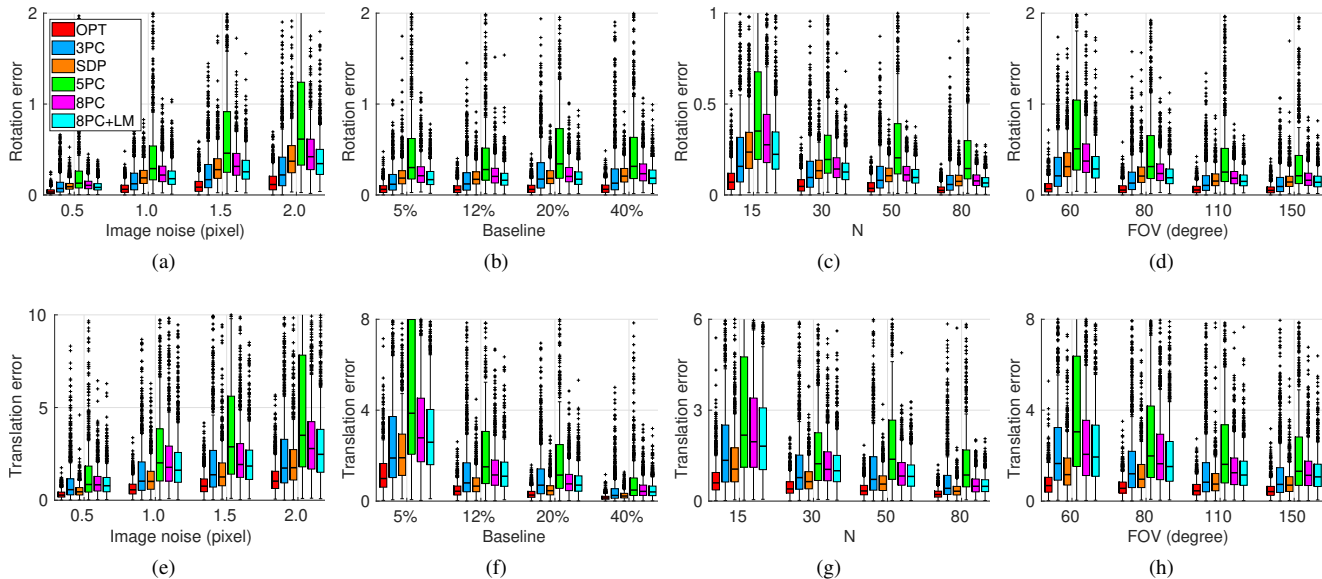 OPT
3PC
SDP
5PC
8PC
8PC+LM
Rotation error
2
1
0
0.5 1.0 1.5 2.0
Image noise (pixel)
(a)
Rotation error
2
1
0
5% 12% 20% 40%
Baseline
(b)
Rotation error
1
0.5
0
15 30 50 80
N
(c)
Rotation error
2
1
0
60 80 110 150
FOV (degree)
(d)
Translation error
10
5
0
0.5 1.0 1.5 2.0
Image noise (pixel)
(e)
Translation error
8
4
0
5% 12% 20% 40%
Baseline
(f)
Translation error
6
3
0
15 30 50 80
N
(g)
Translation error
8
4
0
60 80 110 150
FOV (degree)
(h)